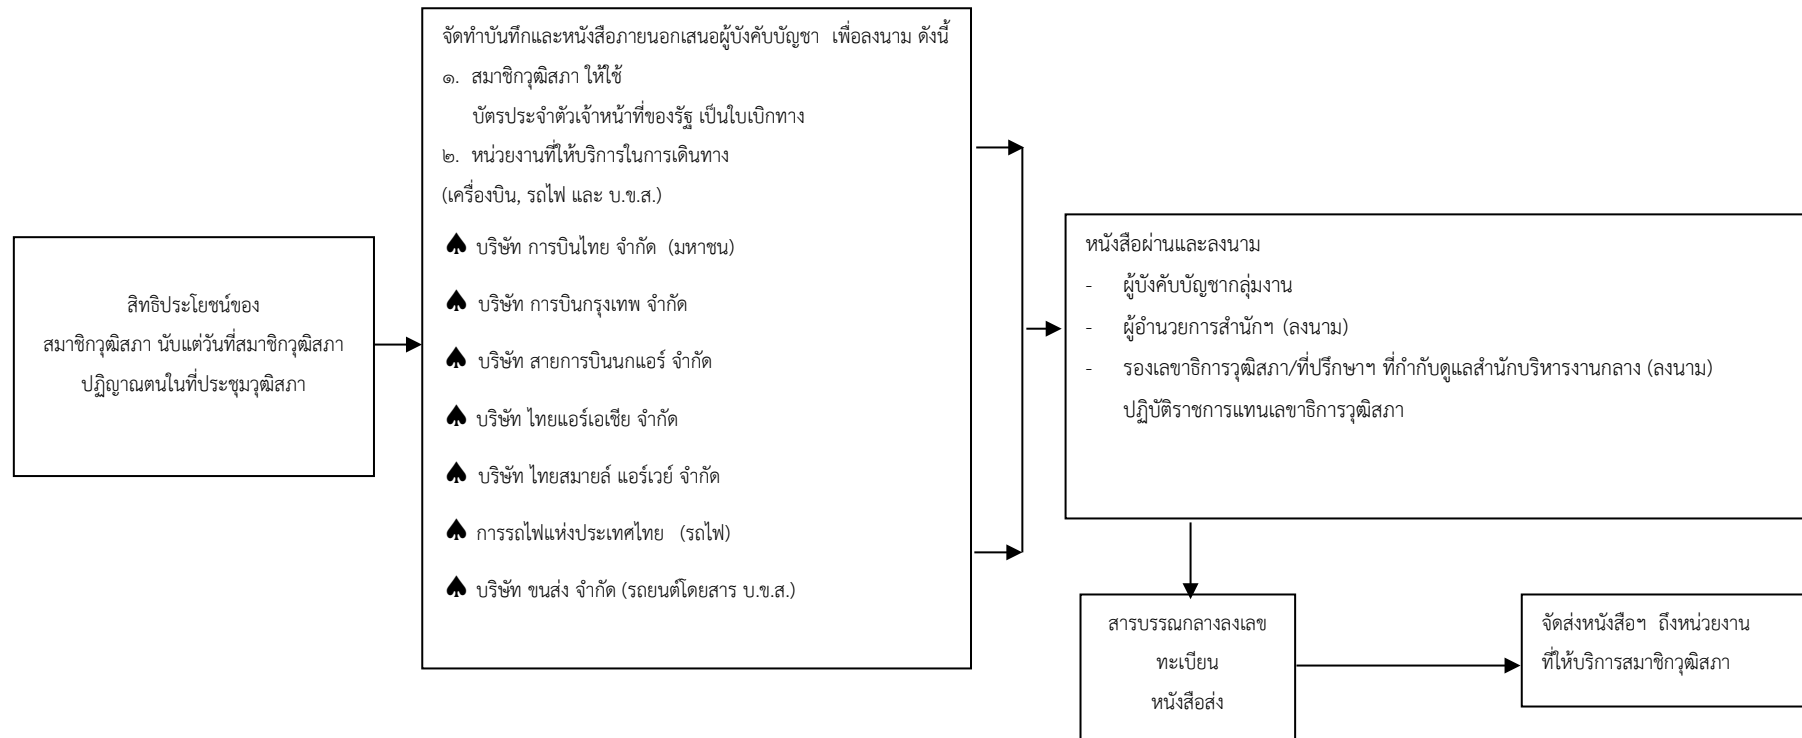 สิทธิประโยชน์ของ
สมาชิกวุฒิสภา นับแต่วันที่สมาชิกวุฒิสภา
ปฏิญาณตนในที่ประชุมวุฒิสภา
จัดทำบันทึกและหนังสือภายนอกเสนอผู้บังคับบัญชา เพื่อลงนาม ดังนี้
๑. สมาชิกวุฒิสภา ให้ใช้
บัตรประจำตัวเจ้าหน้าที่ของรัฐ เป็นใบเบิกทาง
๒. หน่วยงานที่ให้บริการในการเดินทาง
(เครื่องบิน, รถไฟ และ บ.ข.ส.)
♠ บริษัท การบินไทย จำกัด (มหาชน)
♠ บริษัท การบินกรุงเทพ จำกัด
♠ บริษัท สายการบินนกแอร์ จำกัด
♠ บริษัท ไทยแอร์เอเชีย จำกัด
♠ บริษัท ไทยสมายล์ แอร์เวย์ จำกัด
♠ การรถไฟแห่งประเทศไทย (รถไฟ)
♠ บริษัท ขนส่ง จำกัด (รถยนต์โดยสาร บ.ข.ส.)
หนังสือผ่านและลงนาม
- ผู้บังคับบัญชากลุ่มงาน
- ผู้อำนวยการสำนักฯ (ลงนาม)
- รองเลขาธิการวุฒิสภา/ที่ปรึกษาฯ ที่กำกับดูแลสำนักบริหารงานกลาง (ลงนาม)
ปฏิบัติราชการแทนเลขาธิการวุฒิสภา
สารบรรณกลางลงเลข
ทะเบียน
หนังสือส่ง
จัดส่งหนังสือฯ ถึงหน่วยงาน
ที่ให้บริการสมาชิกวุฒิสภา